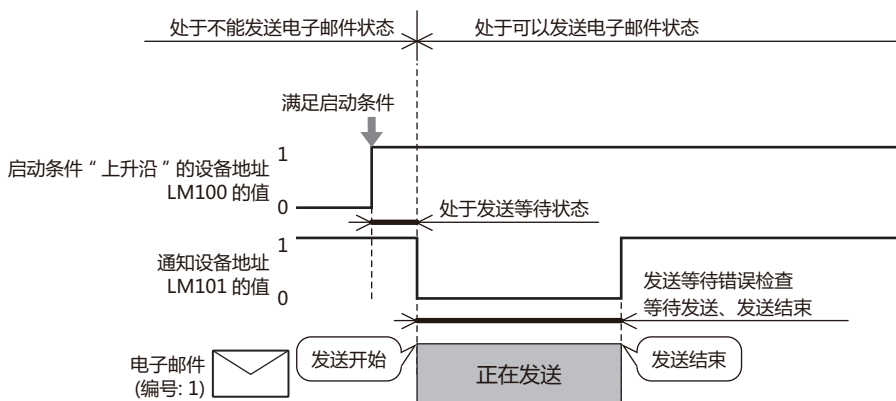 处于不能发送电子邮件状态
处于可以发送电子邮件状态
满足启动条件
启动条件“上升沿”的设备地址
LM100 的值
1
0
处于发送等待状态
通知设备地址
LM101 的值
1
0
发送等待错误检查
等待发送、发送结束
电子邮件
(编号: 1)
发送开始
正在发送
发送结束